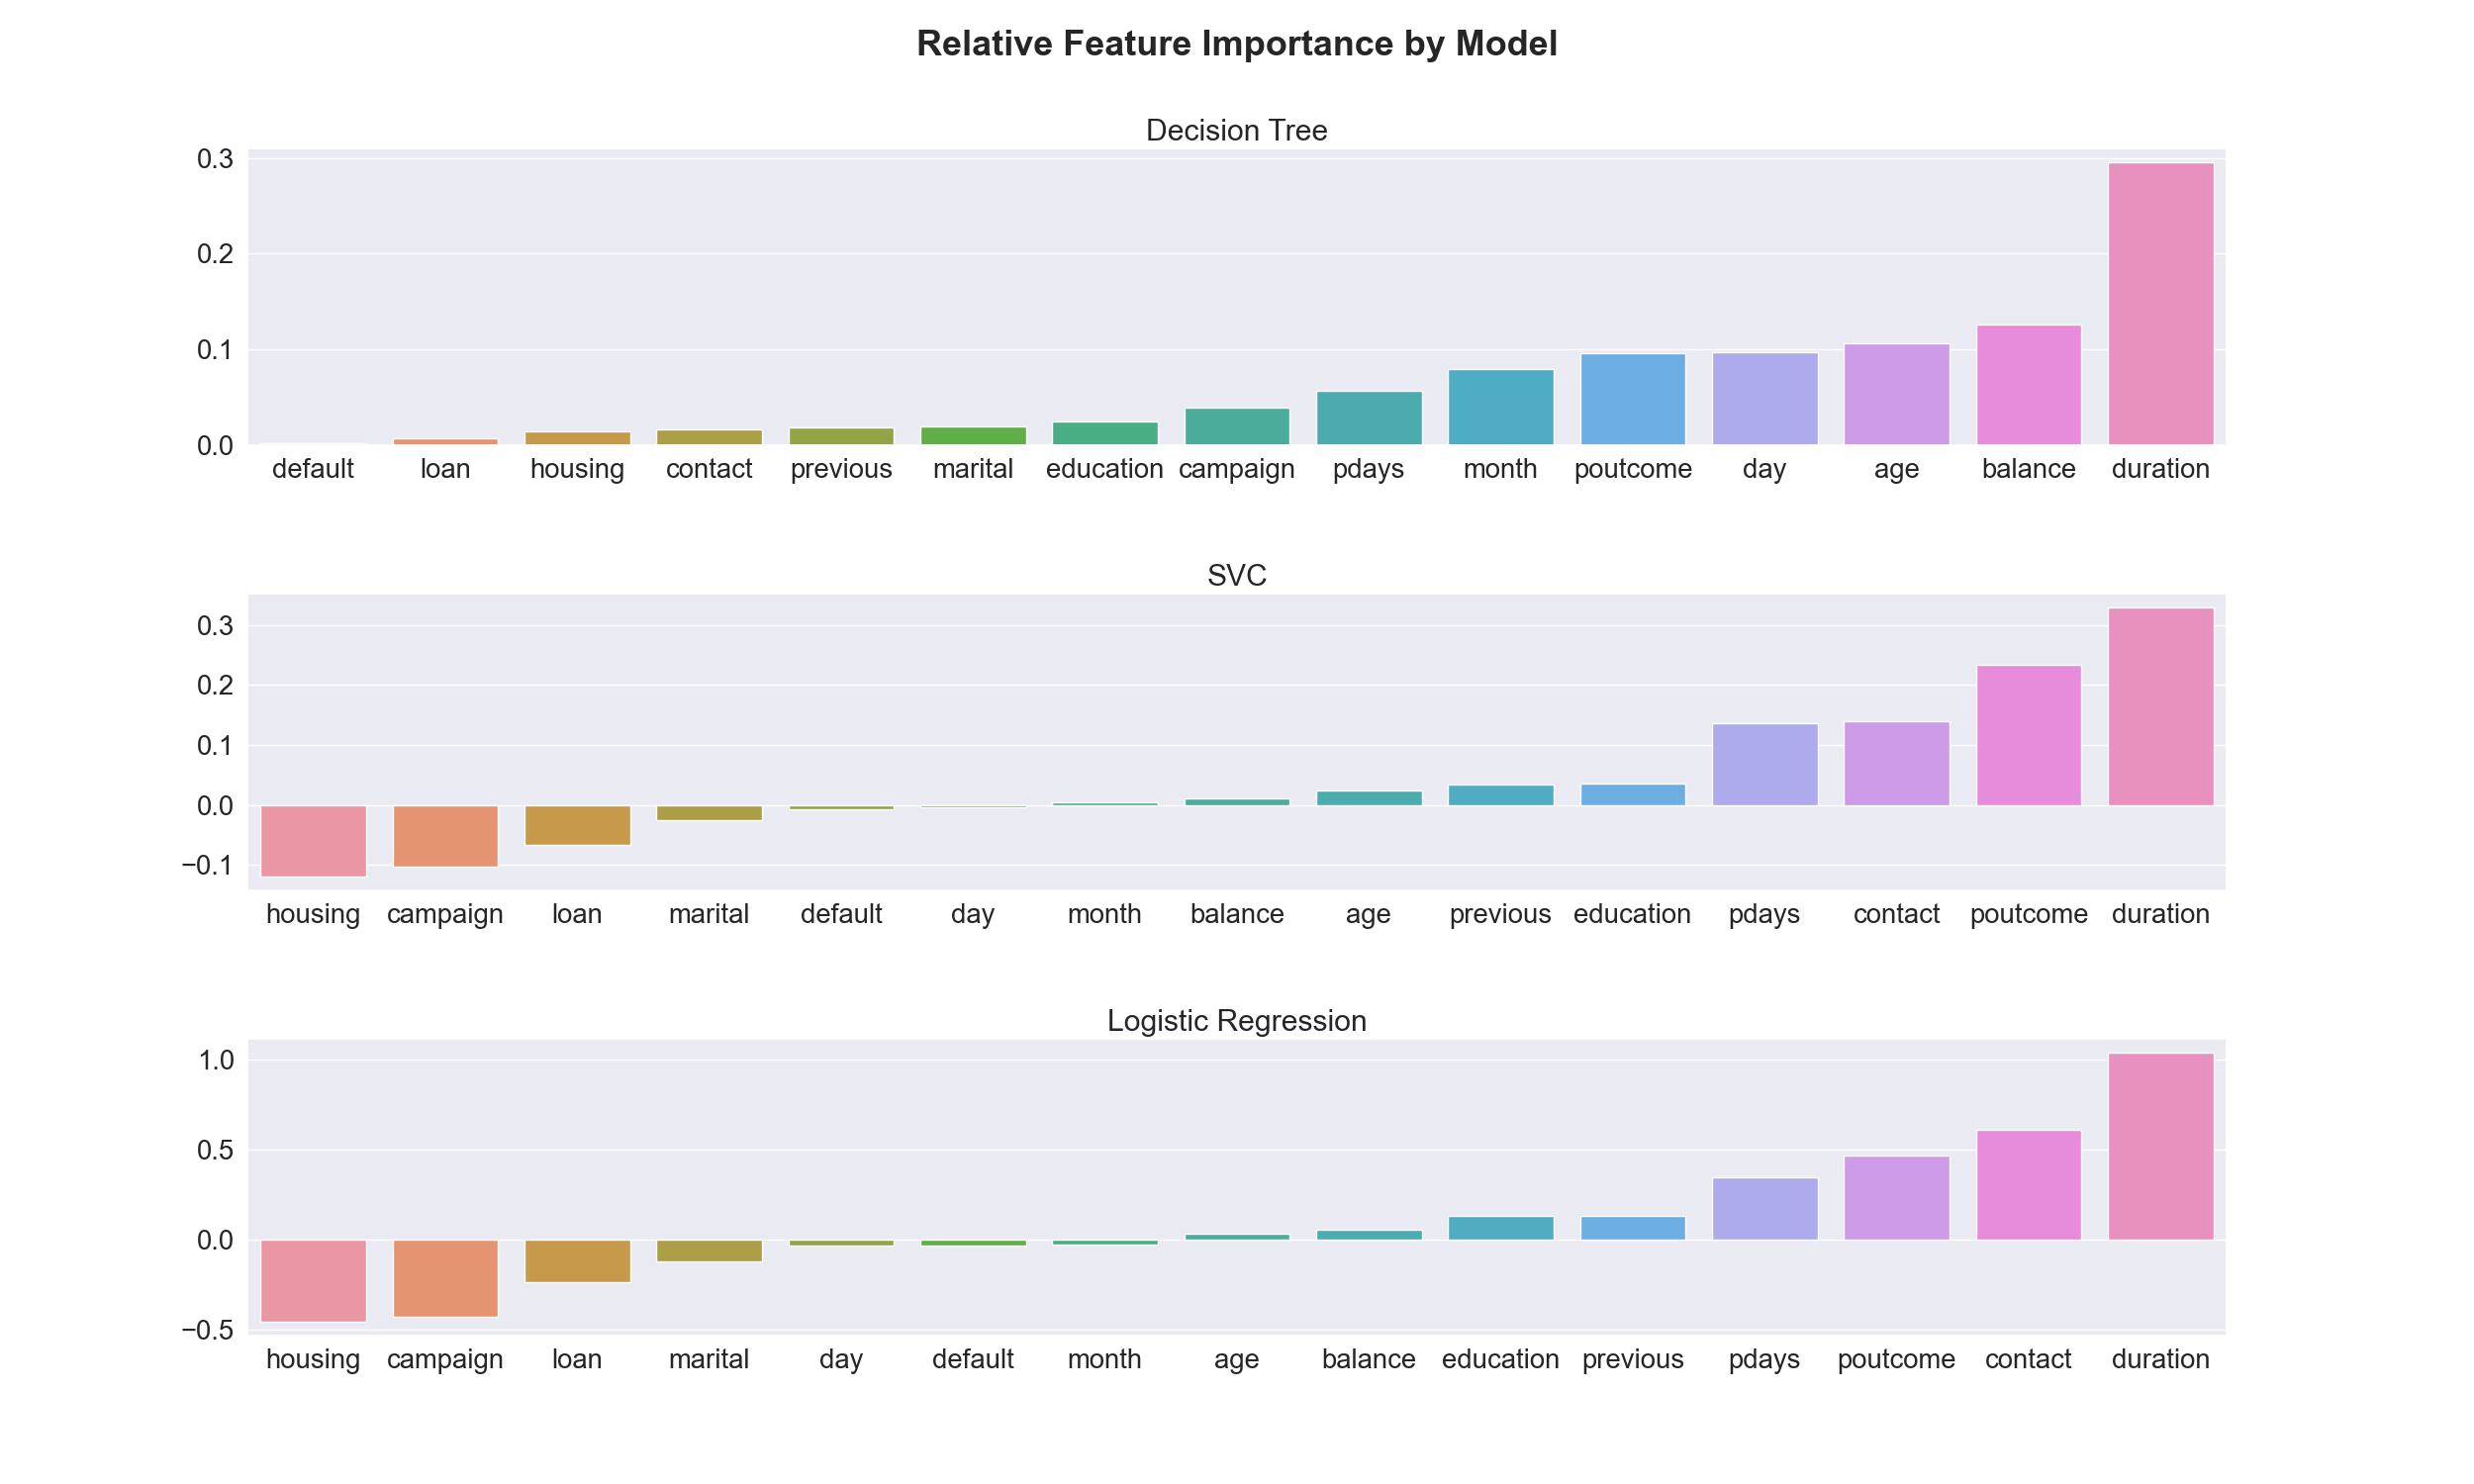 Relative Feature Importance by Model
Decision Tree
0.3
0.2
0.1
0.0
default loan housing contact previous marital education campaign pdays month poutcome day age balance duration
SVC
0.3
0.2
0.1
0.0
−0.1
housing campaign loan marital default day month balance age previous education pdays contact poutcome duration
Logistic Regression
1.0
0.5
0.0
−0.5
housing campaign loan marital day default month age balance education previous pdays poutcome contact duration